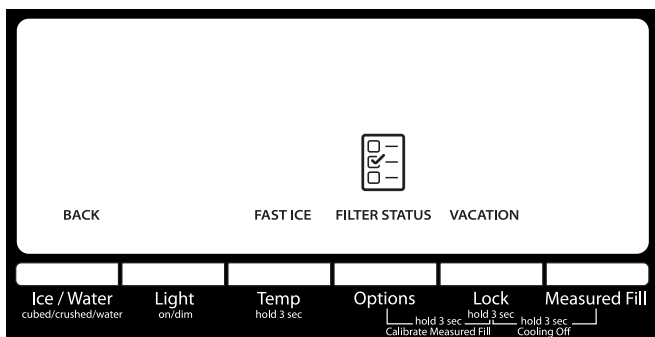 BACK FAST ICE FILTER STATUS VACATION
Ice / Water Light Temp Options Lock Measured Fill
cubed/crushed/water on/dim hold 3 sec hold 3 sec
hold 3 sec hold 3 sec
Calibrate Measured Fill Cooling Off